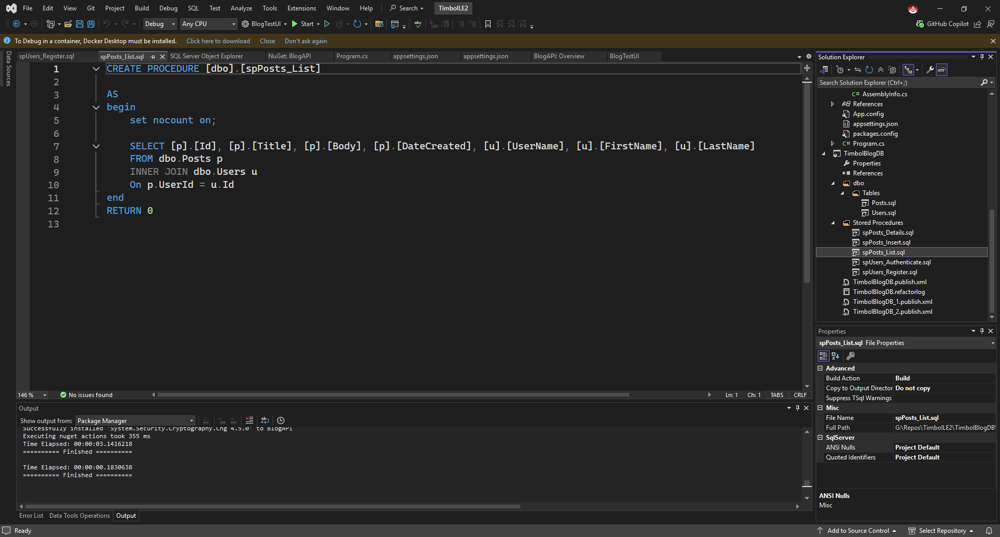 File Edit View Git Project Build Debug SQL Test Analyze Tools Extensions Window Help Search TimbolLE2
Debug Any CPU BlogTestUI Start GitHub Copilot
To Debug in a container, Docker Desktop must be installed. Click here to download Close Don't ask again
Data Sources
spUsers_Register.sql spPosts_List.sql SQL Server Object Explorer NuGet: BlogAPI Program.cs appsettings.json appsettings.json BlogAPI: Overview BlogTestUI
1 CREATE PROCEDURE [dbo].[spPosts_List]
2
3 AS
4 begin
5 set nocount on;
6
7 SELECT [p].[Id], [p].[Title], [p].[Body], [p].[DateCreated], [u].[UserName], [u].[FirstName], [u].[LastName]
8 FROM dbo.Posts p
9 INNER JOIN dbo.Users u
10 On p.UserId = u.Id
11 end
12 RETURN 0
13
146 % No issues found Ln: 1 Ch: 1 TABS CRLF
Output
Show output from: Package Manager
Successfully installed 'System.Security.Cryptography.Cng 4.5.0' to BlogAPI
Executing nuget actions took 355 ms
Time Elapsed: 00:00:03.1416218
========== Finished ==========
Time Elapsed: 00:00:00.1830638
========== Finished ==========
Error List Data Tools Operations Output
Solution Explorer
Search Solution Explorer (Ctrl+;)
C# AssemblyInfo.cs
References
App.config
appsettings.json
packages.config
C# Program.cs
TimbolBlogDB
Properties
References
dbo
Tables
Posts.sql
Users.sql
Stored Procedures
spPosts_Details.sql
spPosts_Insert.sql
spPosts_List.sql
spUsers_Authenticate.sql
spUsers_Register.sql
TimbolBlogDB.publish.xml
TimbolBlogDB.refactorlog
TimbolBlogDB_1.publish.xml
TimbolBlogDB_2.publish.xml
Properties
spPosts_List.sql File Properties
Advanced
Build Action Build
Copy to Output Director Do not copy
Suppress TSql Warnings
Misc
File Name spPosts_List.sql
Full Path G:\Repos\TimbolLE2\TimbolBlogDB\
SqlServer
ANSI Nulls Project Default
Quoted Identifiers Project Default
ANSI Nulls
Misc
Ready Add to Source Control Select Repository